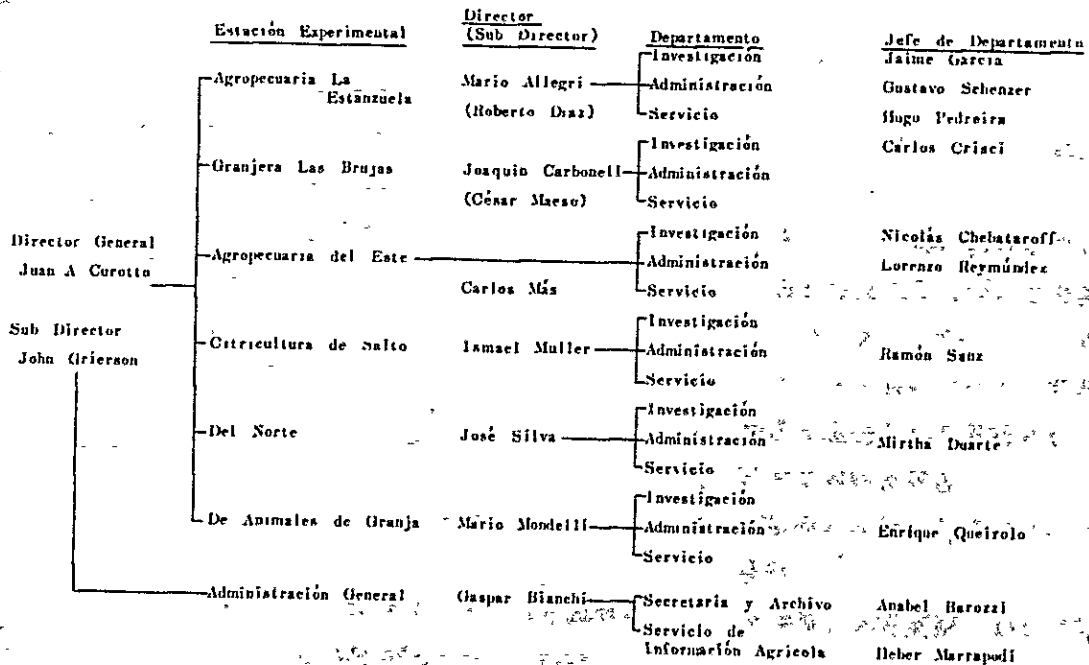 Estación Experimental
Director
(Sub Director)
Departamento
Jefe de Departamento
Agropecuaria La
Estanzuela
Mario Allegri
(Roberto Díaz)
Investigación
Administración
Servicio
Jaime García
Gustavo Schenzer
Hugo Pedreira
Granjera Las Brujas
Joaquin Carbonell
(César Maeso)
Investigación
Administración
Servicio
Carlos Crisci
Director General
Juan A Curotto
Agropecuaria del Este
Carlos Más
Investigación
Administración
Servicio
Nicolás Chebataroff
Lorenzo Reymúndez
Sub Director
John Grierson
Citricultura de Salto
Ismael Muller
Investigación
Administración
Servicio
Ramón Sanz
Del Norte
José Silva
Investigación
Administración
Servicio
Mirtha Duarte
De Animales de Granja
Mario Mondelli
Investigación
Administración
Servicio
Enrique Queirolo
Administración General
Gaspar Bianchi
Secretaria y Archivo
Anabel Barozzi
Servicio de
Información Agricola
Heber Marrapodi